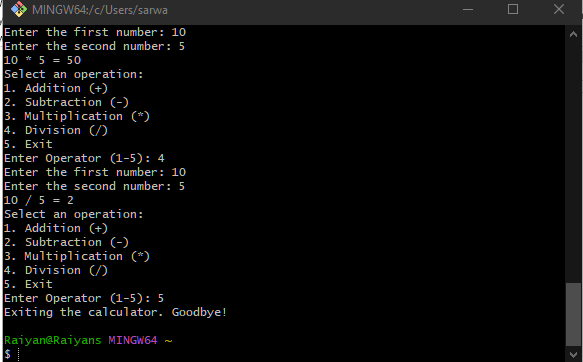 MINGW64:/c/Users/sarwa
Enter the first number: 10
Enter the second number: 5
10 * 5 = 50
Select an operation:
1. Addition (+)
2. Subtraction (-)
3. Multiplication (*)
4. Division (/)
5. Exit
Enter Operator (1-5): 4
Enter the first number: 10
Enter the second number: 5
10 / 5 = 2
Select an operation:
1. Addition (+)
2. Subtraction (-)
3. Multiplication (*)
4. Division (/)
5. Exit
Enter Operator (1-5): 5
Exiting the calculator. Goodbye!
Raiyan@Raiyans MINGW64 ~
$